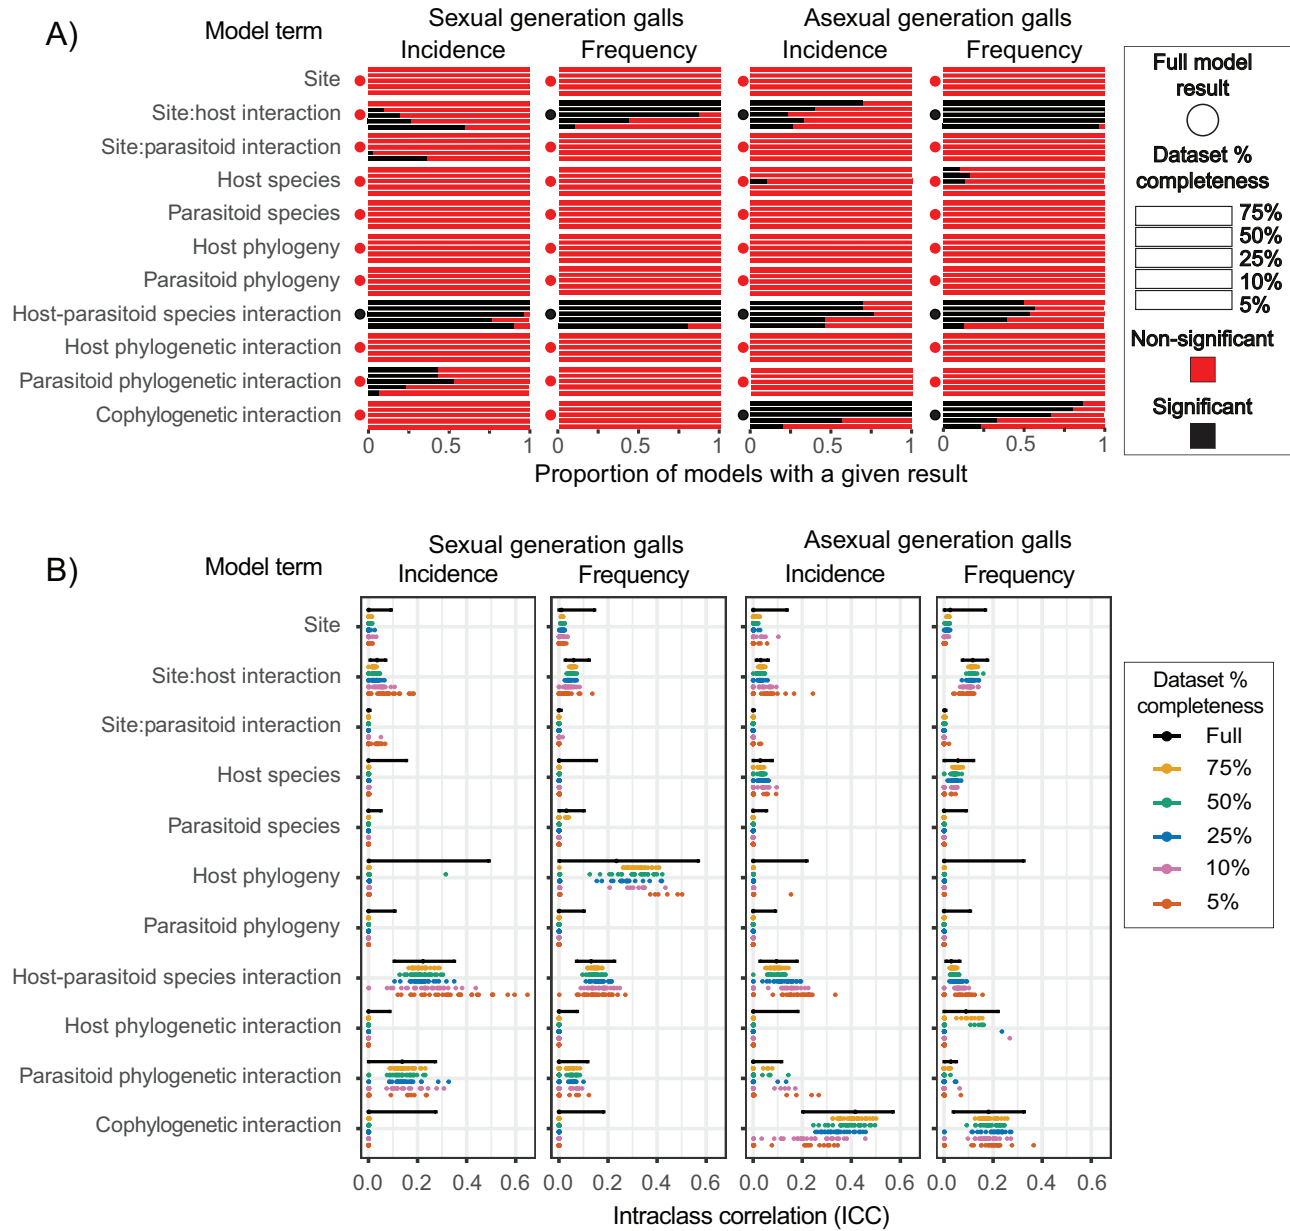 A)
Model term
Sexual generation galls
Asexual generation galls
Incidence
Frequency
Incidence
Frequency
Site
Site:host interaction
Site:parasitoid interaction
Host species
Parasitoid species
Host phylogeny
Parasitoid phylogeny
Host-parasitoid species interaction
Host phylogenetic interaction
Parasitoid phylogenetic interaction
Cophylogenetic interaction
0 0.5 1 0 0.5 1 0 0.5 1 0 0.5 1
Proportion of models with a given result
Full model
result
Dataset %
completeness
75%
50%
25%
10%
5%
Non-significant
Significant
B)
Model term
Sexual generation galls
Asexual generation galls
Incidence
Frequency
Incidence
Frequency
Site
Site:host interaction
Site:parasitoid interaction
Host species
Parasitoid species
Host phylogeny
Parasitoid phylogeny
Host-parasitoid species interaction
Host phylogenetic interaction
Parasitoid phylogenetic interaction
Cophylogenetic interaction
0.0 0.2 0.4 0.6 0.0 0.2 0.4 0.6 0.0 0.2 0.4 0.6 0.0 0.2 0.4 0.6
Intraclass correlation (ICC)
Dataset %
completeness
Full
75%
50%
25%
10%
5%